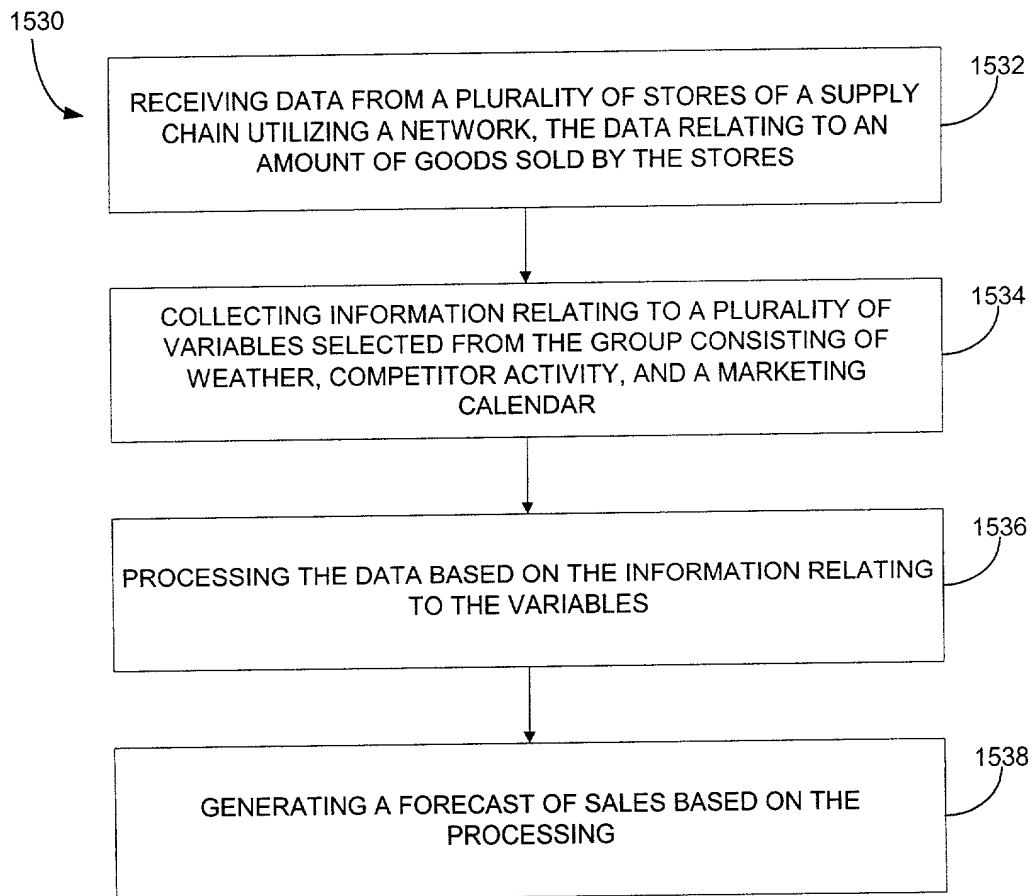 1530
1532
RECEIVING DATA FROM A PLURALITY OF STORES OF A SUPPLY
CHAIN UTILIZING A NETWORK, THE DATA RELATING TO AN
AMOUNT OF GOODS SOLD BY THE STORES
1534
COLLECTING INFORMATION RELATING TO A PLURALITY OF
VARIABLES SELECTED FROM THE GROUP CONSISTING OF
WEATHER, COMPETITOR ACTIVITY, AND A MARKETING
CALENDAR
1536
PROCESSING THE DATA BASED ON THE INFORMATION RELATING
TO THE VARIABLES
1538
GENERATING A FORECAST OF SALES BASED ON THE
PROCESSING